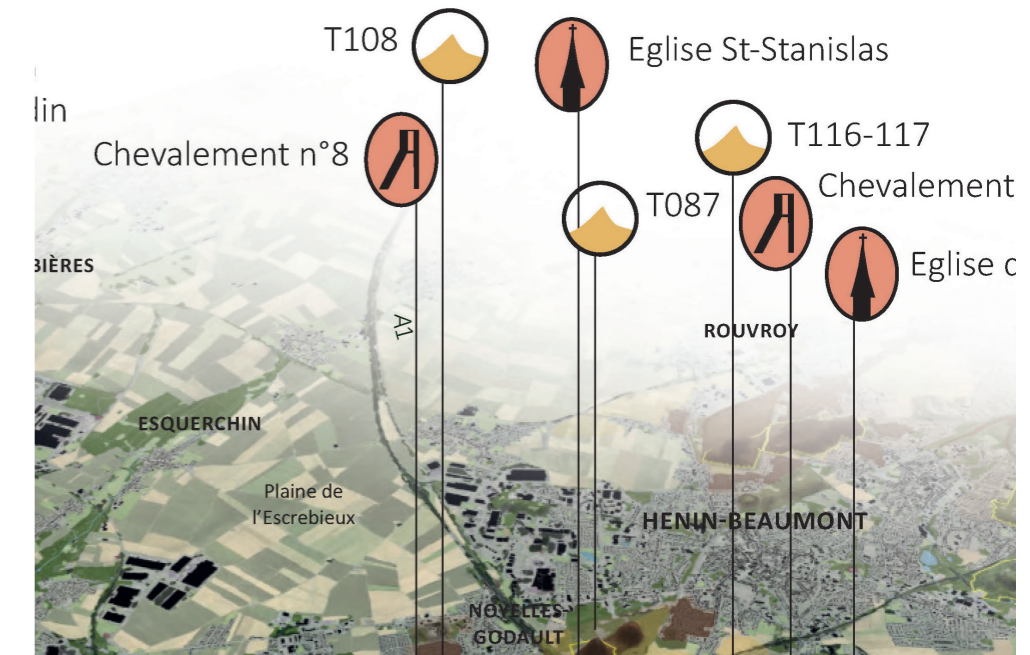 T108
Eglise St-Stanislas
din
Chevalement n°8
T116-117
T087
Chevalement
BIÈRES
Eglise d
A1
ROUVROY
ESQUERCHIN
Plaine de
l'Escrebieux
HENIN-BEAUMONT
NOYELLES-
GODAULT